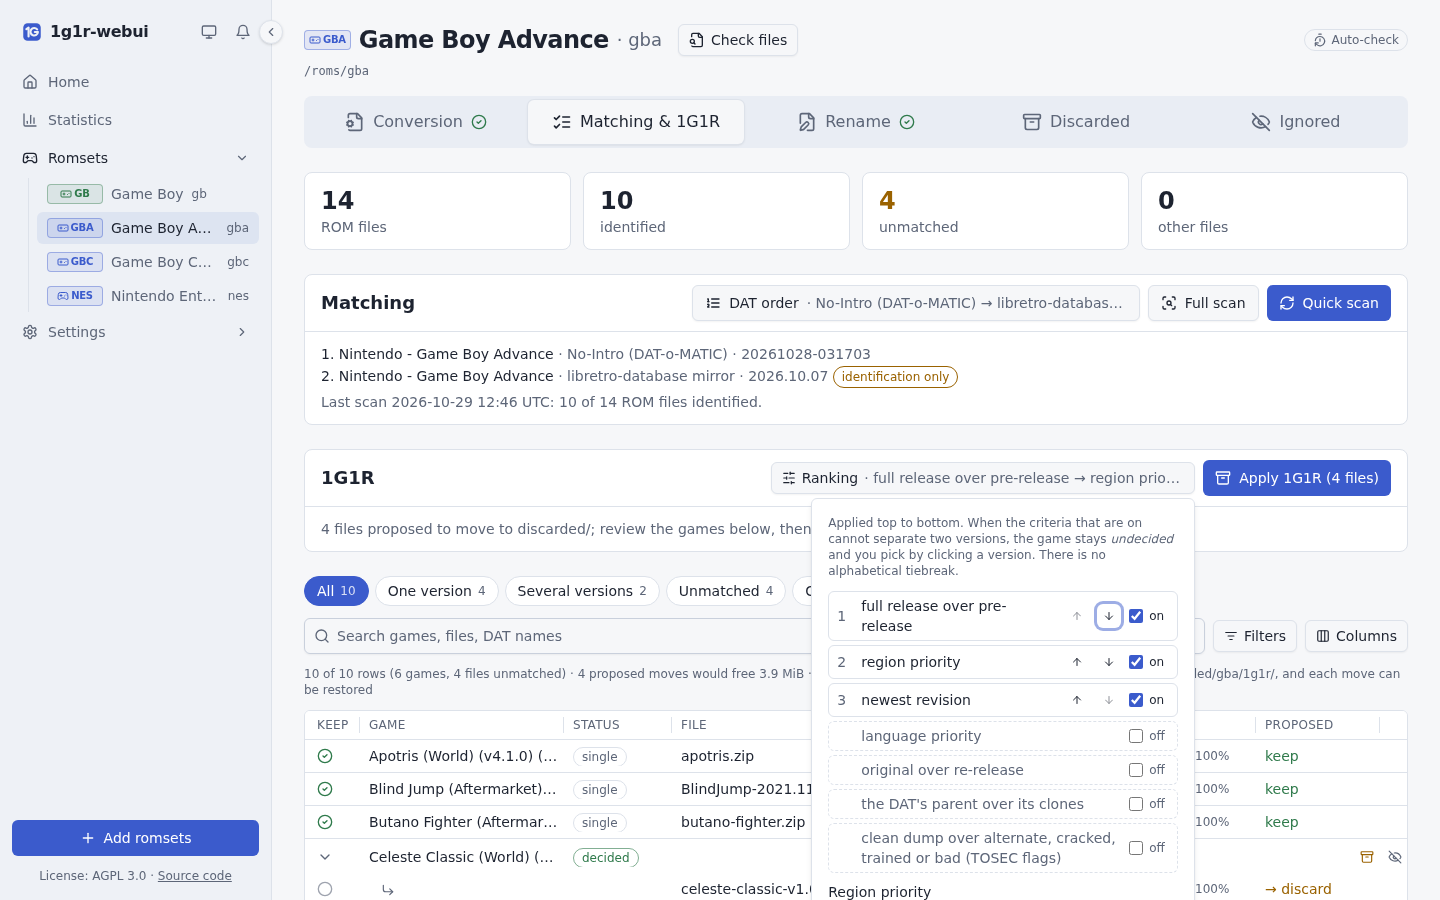 1G 1g1r-webui
Home
Statistics
Romsets
GB Game Boy gb
GBA Game Boy A... gba
GBC Game Boy C... gbc
NES Nintendo Ent... nes
Settings
Add romsets
License: AGPL 3.0 · Source code
GBA Game Boy Advance · gba Check files
Auto-check
/roms/gba
Conversion
Matching & 1G1R
Rename
Discarded
Ignored
14
ROM files
10
identified
4
unmatched
0
other files
Matching
DAT order · No-Intro (DAT-o-MATIC) → libretro-databas...
Full scan
Quick scan
1. Nintendo - Game Boy Advance · No-Intro (DAT-o-MATIC) · 20261028-031703
2. Nintendo - Game Boy Advance · libretro-database mirror · 2026.10.07 identification only
Last scan 2026-10-29 12:46 UTC: 10 of 14 ROM files identified.
1G1R
Ranking · full release over pre-release → region prio...
Apply 1G1R (4 files)
4 files proposed to move to discarded/; review the games below, then
Applied top to bottom. When the criteria that are on
cannot separate two versions, the game stays undecided
and you pick by clicking a version. There is no
alphabetical tiebreak.
1 full release over pre-
release
on
2 region priority on
3 newest revision on
language priority off
original over re-release off
the DAT's parent over its clones off
clean dump over alternate, cracked,
trained or bad (TOSEC flags)
off
Region priority
All 10
One version 4
Several versions 2
Unmatched 4
Search games, files, DAT names
Filters
Columns
10 of 10 rows (6 games, 4 files unmatched) · 4 proposed moves would free 3.9 MiB · led/gba/1g1r/, and each move can
be restored
KEEP GAME STATUS FILE PROPOSED
Apotris (World) (v4.1.0) (... single apotris.zip 100% keep
Blind Jump (Aftermarket)... single BlindJump-2021.11 100% keep
Butano Fighter (Aftermar... single butano-fighter.zip 100% keep
Celeste Classic (World) (... decided
celeste-classic-v1.0 100% → discard